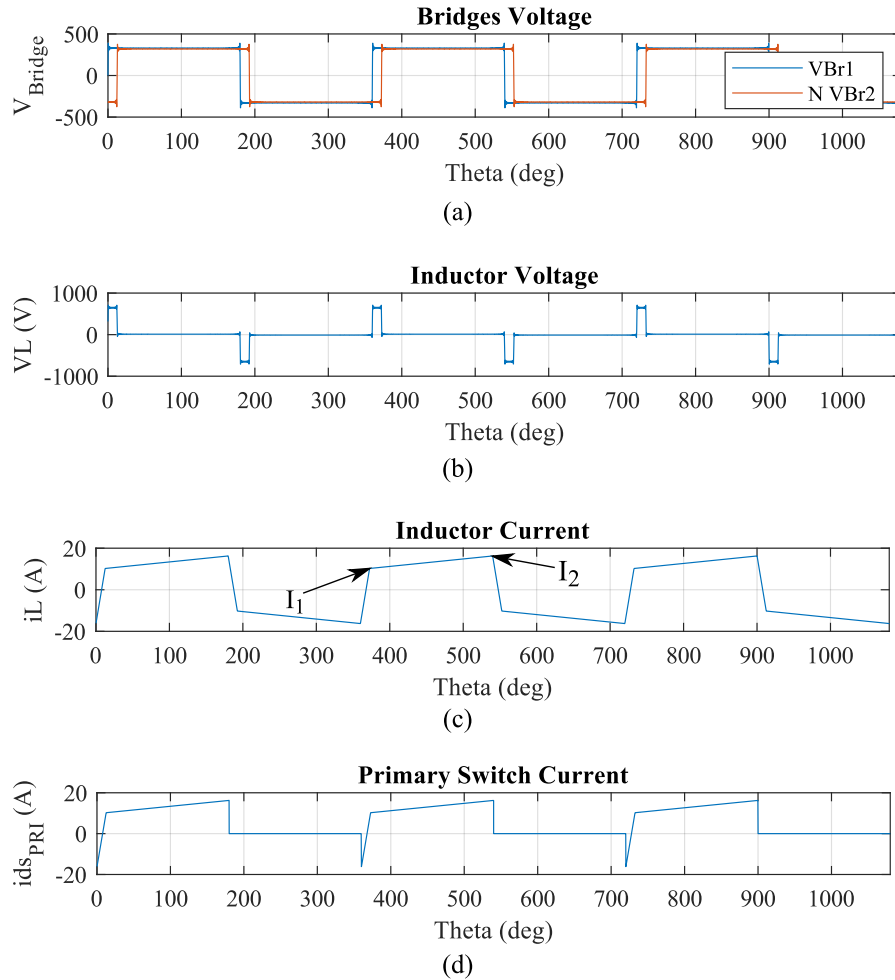 Bridges Voltage
V_Bridge
500
0
-500
VBr1
N VBr2
0 100 200 300 400 500 600 700 800 900 1000
Theta (deg)
(a)
Inductor Voltage
VL (V)
1000
0
-1000
0 100 200 300 400 500 600 700 800 900 1000
Theta (deg)
(b)
Inductor Current
iL (A)
20
0
-20
I_1
I_2
0 100 200 300 400 500 600 700 800 900 1000
Theta (deg)
(c)
Primary Switch Current
ids_PRI (A)
20
0
-20
0 100 200 300 400 500 600 700 800 900 1000
Theta (deg)
(d)